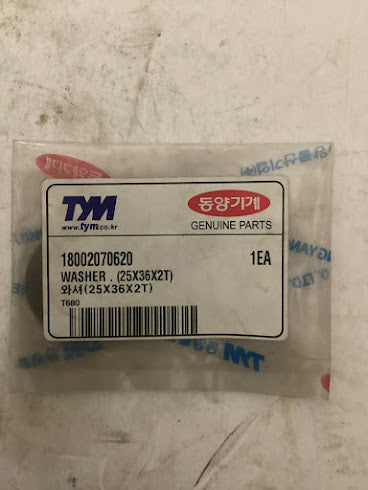 TYM
www.tym.co.kr
동양기계
GENUINE PARTS
18002070620
1EA
WASHER . (25X36X2T)
와셔(25X36X2T)
T680
TYM